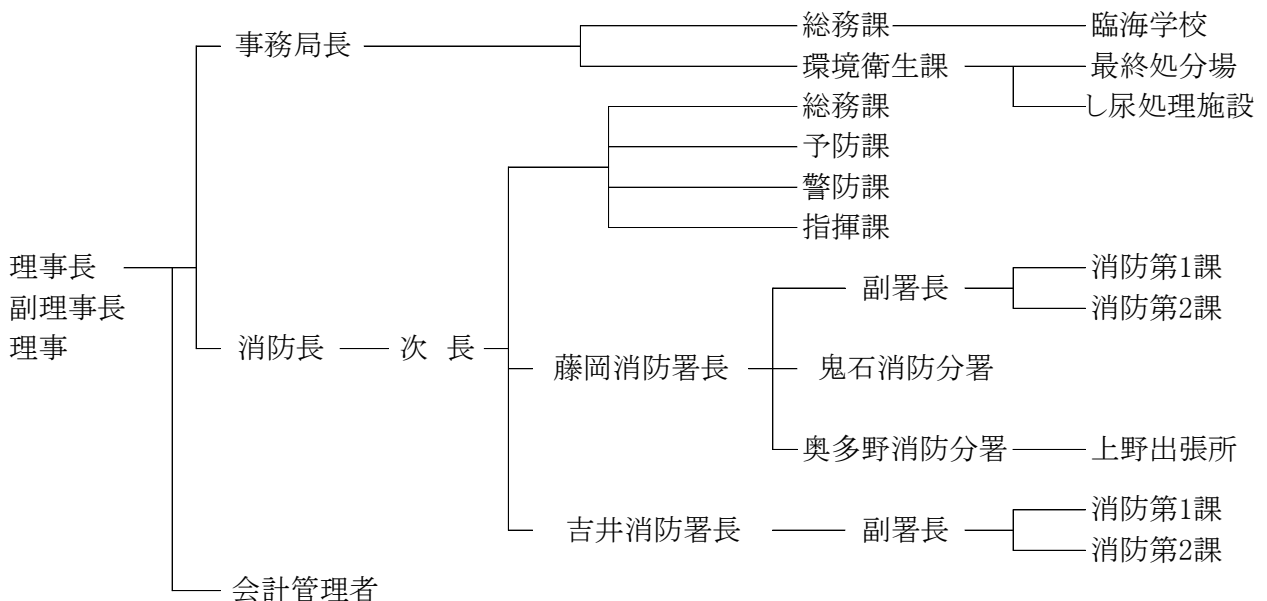 総務課
臨海学校
事務局長
環境衛生課
最終処分場
総務課
し尿処理施設
予防課
警防課
指揮課
理事長
副理事長
理事
消防長
次 長
副署長
消防第1課
消防第2課
藤岡消防署長
鬼石消防分署
奥多野消防分署
上野出張所
吉井消防署長
副署長
消防第1課
消防第2課
会計管理者